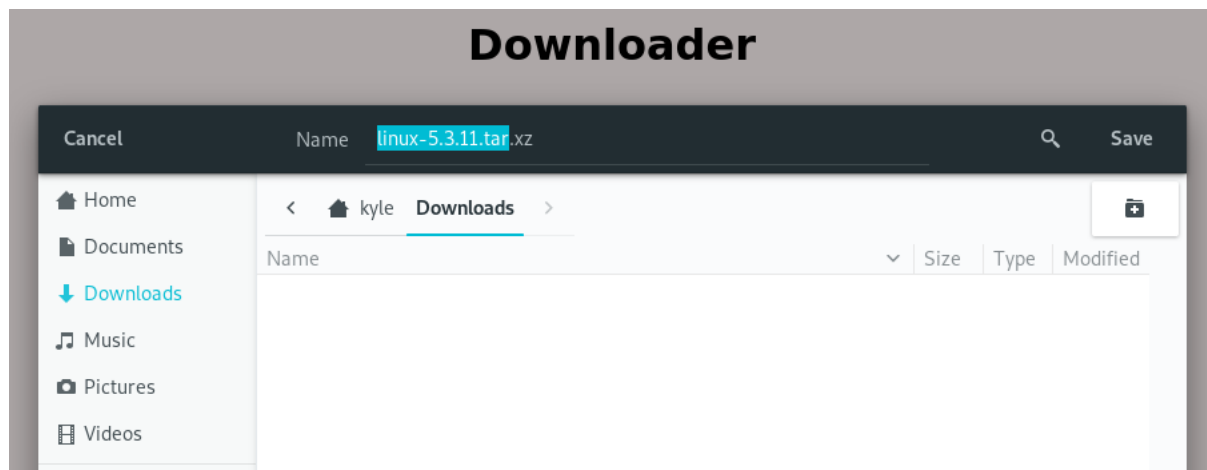 Downloader
Cancel Name linux-5.3.11.tar.xz Save
Home
kyle Downloads
Documents
Name Size Type Modified
Downloads
Music
Pictures
Videos